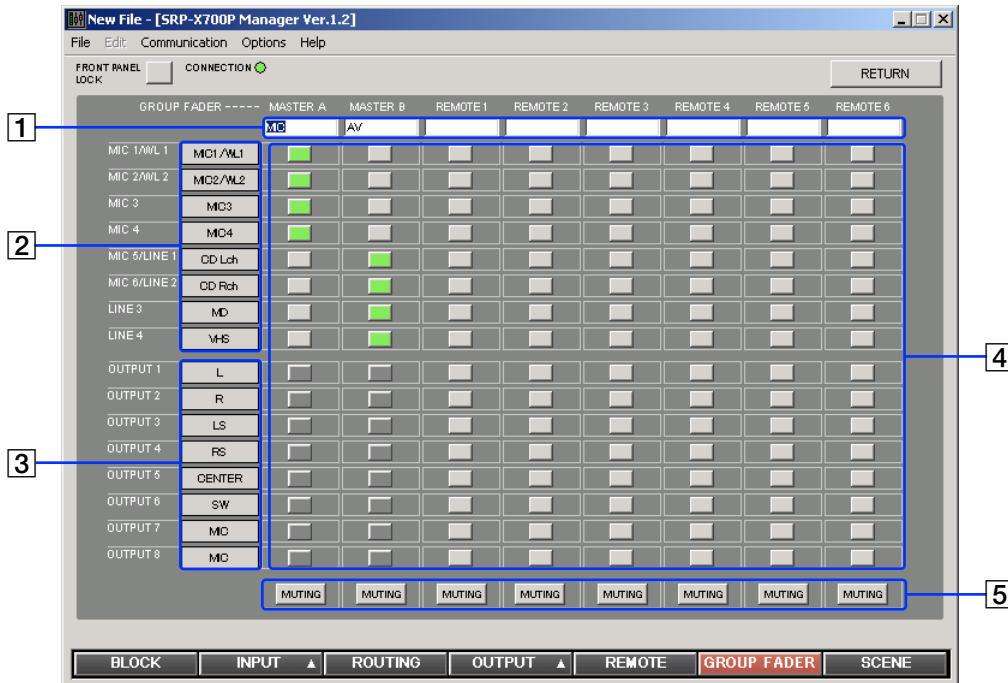 New File - [SRP-X700P Manager Ver.1.2]
File Edit Communication Options Help
FRONT PANEL LOCK CONNECTION RETURN
GROUP FADER ----- MASTER A MASTER B REMOTE 1 REMOTE 2 REMOTE 3 REMOTE 4 REMOTE 5 REMOTE 6
1 MIC AV
MIC 1/WL 1 MIC1/WL1
MIC 2/WL 2 MIC2/WL2
MIC 3 MIC3
MIC 4 MIC4
2
MIC 5/LINE 1 CD Lch
MIC 6/LINE 2 CD Rch
LINE 3 MD
LINE 4 VHS
4
OUTPUT 1 L
OUTPUT 2 R
OUTPUT 3 LS
OUTPUT 4 RS
3
OUTPUT 5 CENTER
OUTPUT 6 SW
OUTPUT 7 MIC
OUTPUT 8 MIC
MUTING MUTING MUTING MUTING MUTING MUTING MUTING MUTING 5
BLOCK INPUT ▲ ROUTING OUTPUT ▲ REMOTE GROUP FADER SCENE